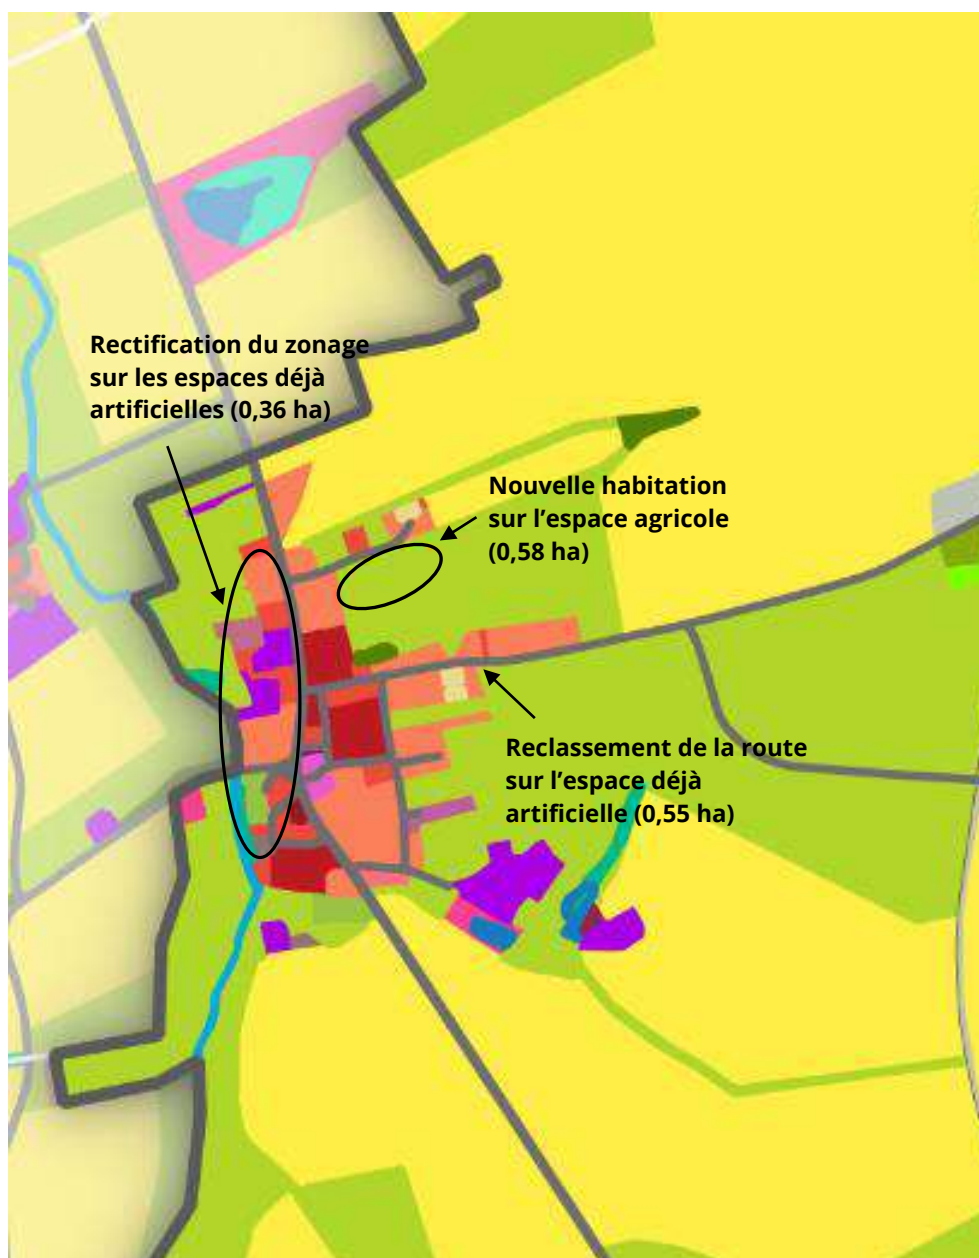 Rectification du zonage
sur les espaces déjà
artificielles (0,36 ha)
Nouvelle habitation
sur l’espace agricole
(0,58 ha)
Reclassement de la route
sur l’espace déjà
artificielle (0,55 ha)